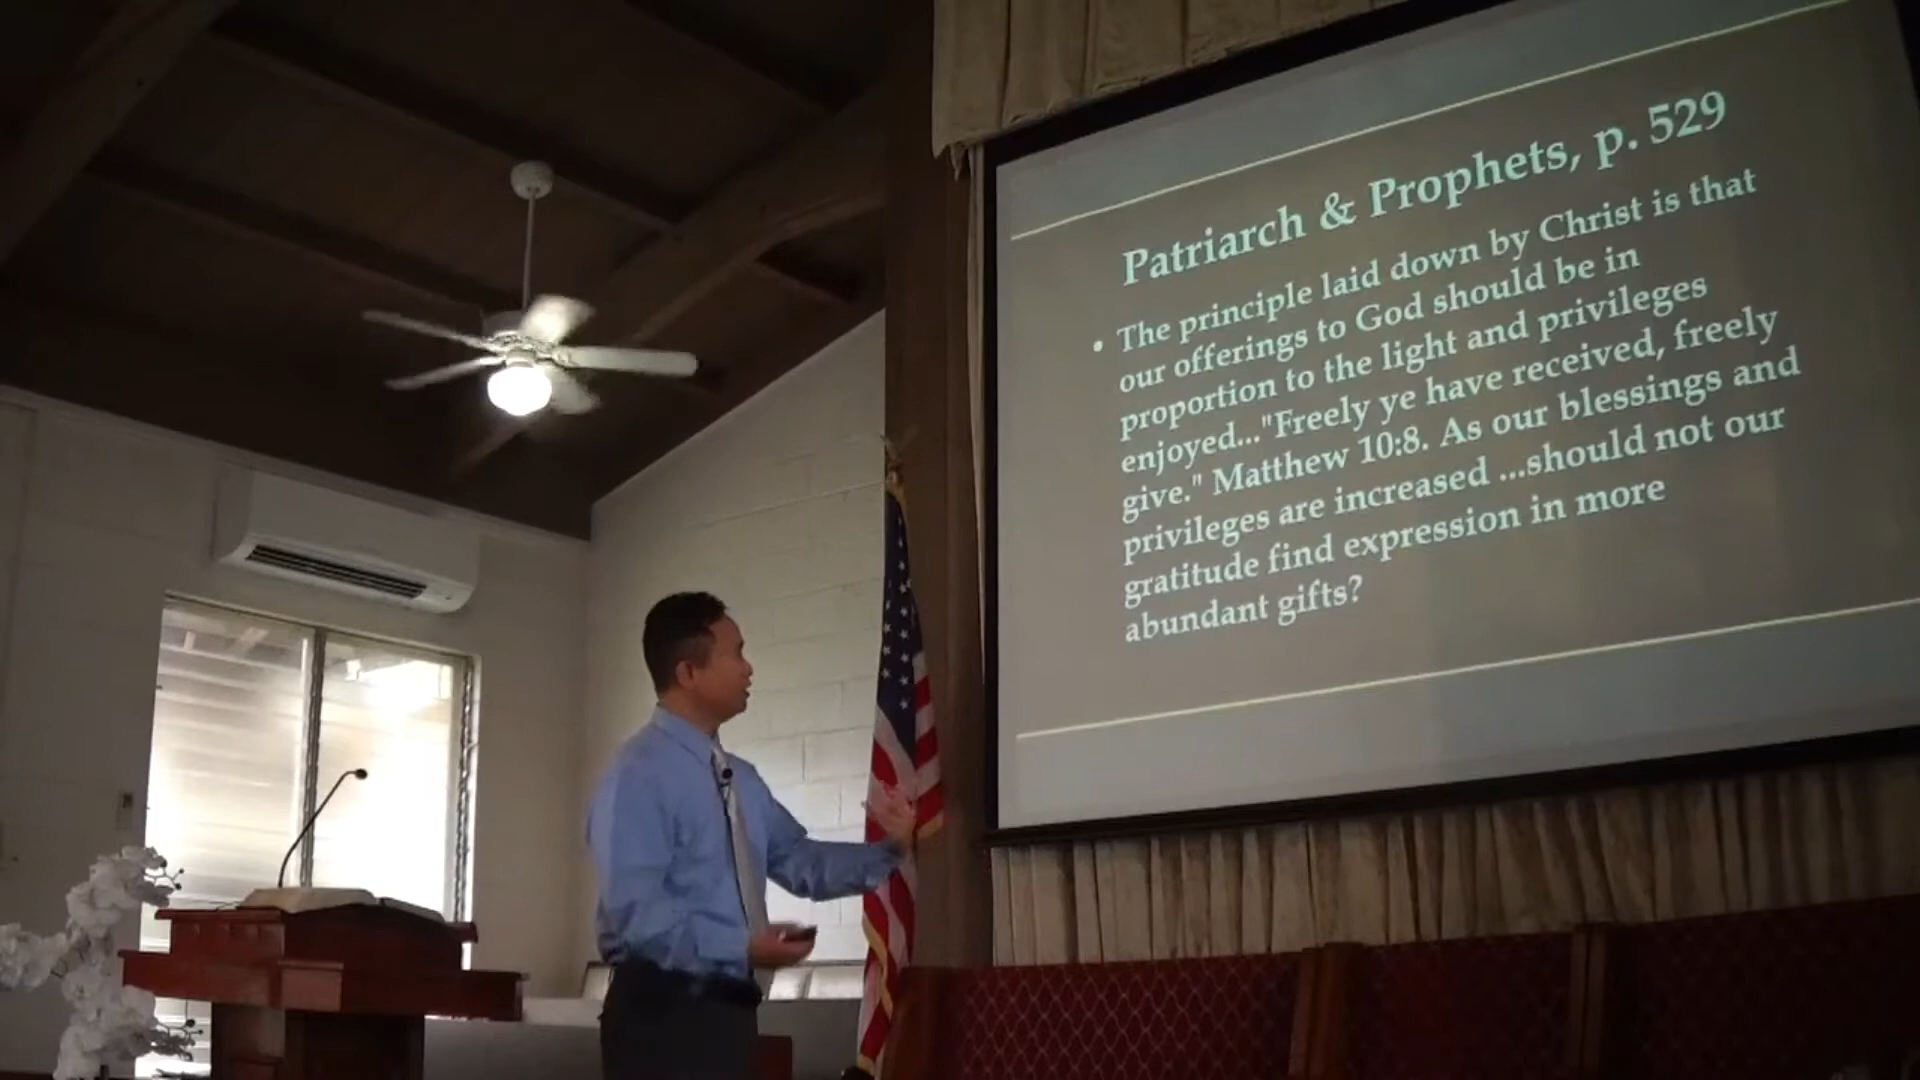 Patriarch & Prophets, p. 529
• The principle laid down by Christ is that
our offerings to God should be in
proportion to the light and privileges
enjoyed..."Freely ye have received, freely
give." Matthew 10:8. As our blessings and
privileges are increased ...should not our
gratitude find expression in more
abundant gifts?